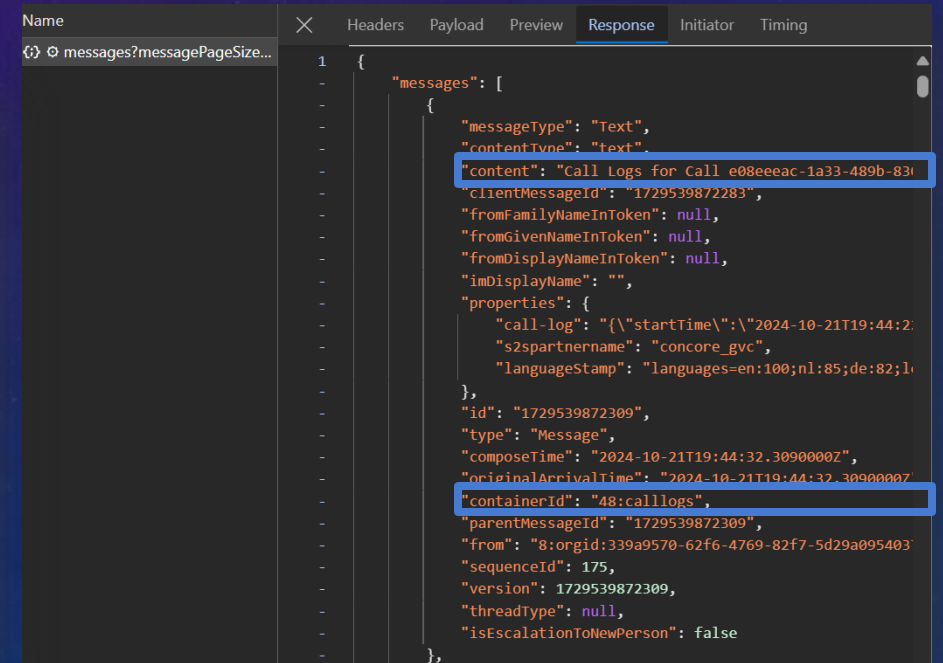 Name
Headers Payload Preview Response Initiator Timing
messages?messagePageSize...
1 {
"messages": [
{
"messageType": "Text",
"contentType": "text",
"content": "Call Logs for Call e08eeeac-1a33-489b-83
"clientMessageId": "1729539872283",
"fromFamilyNameInToken": null,
"fromGivenNameInToken": null,
"fromDisplayNameInToken": null,
"imDisplayName": "",
"properties": {
"call-log": "{\"startTime\":\"2024-10-21T19:44:2
"s2spartnername": "concore_gvc",
"languageStamp": "languages=en:100;nl:85;de:82;l
},
"id": "1729539872309",
"type": "Message",
"composeTime": "2024-10-21T19:44:32.3090000Z",
"originalArrivalTime": "2024-10-21T19:44:32.3090000Z
"containerId": "48:calllogs",
"parentMessageId": "1729539872309",
"from": "8:orgid:339a9570-62f6-4769-82f7-5d29a095403
"sequenceId": 175,
"version": 1729539872309,
"threadType": null,
"isEscalationToNewPerson": false
},